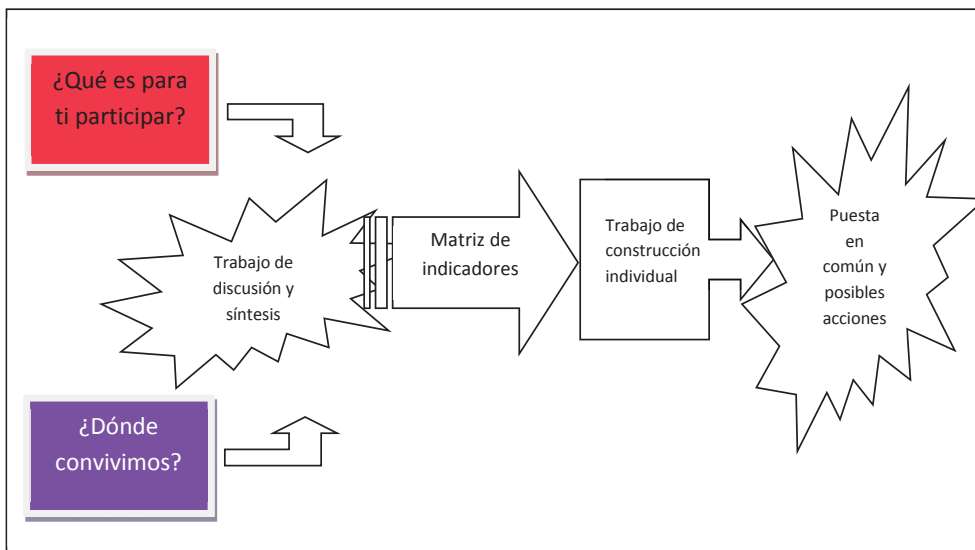 ¿Qué es para
ti participar?
Trabajo de
discusión y
síntesis
¿Dónde
convivimos?
Matriz de
indicadores
Trabajo de
construcción
individual
Puesta
en
común y
posibles
acciones